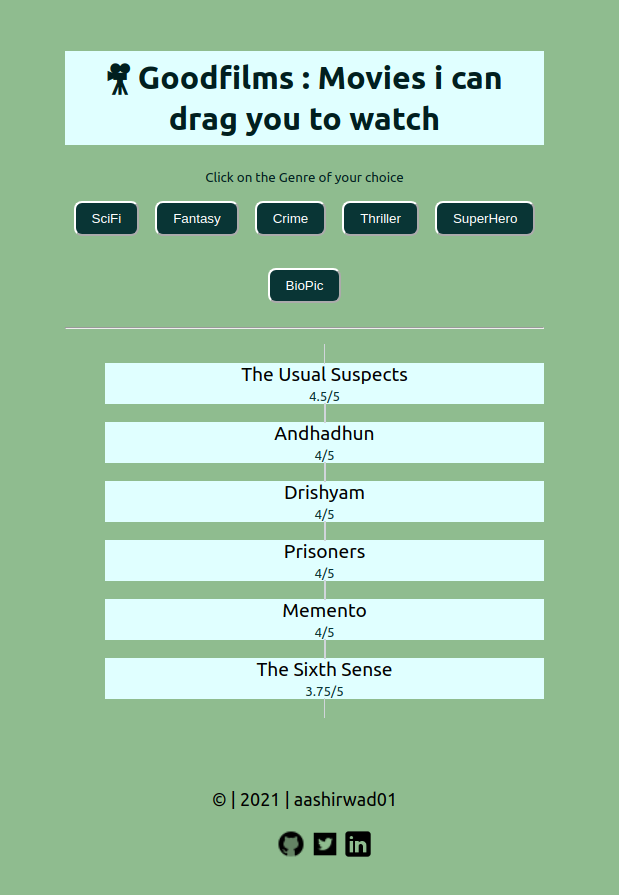 🎥 Goodfilms : Movies i can
drag you to watch
Click on the Genre of your choice
SciFi Fantasy Crime Thriller SuperHero
BioPic
The Usual Suspects
4.5/5
Andhadhun
4/5
Drishyam
4/5
Prisoners
4/5
Memento
4/5
The Sixth Sense
3.75/5
© | 2021 | aashirwad01
in